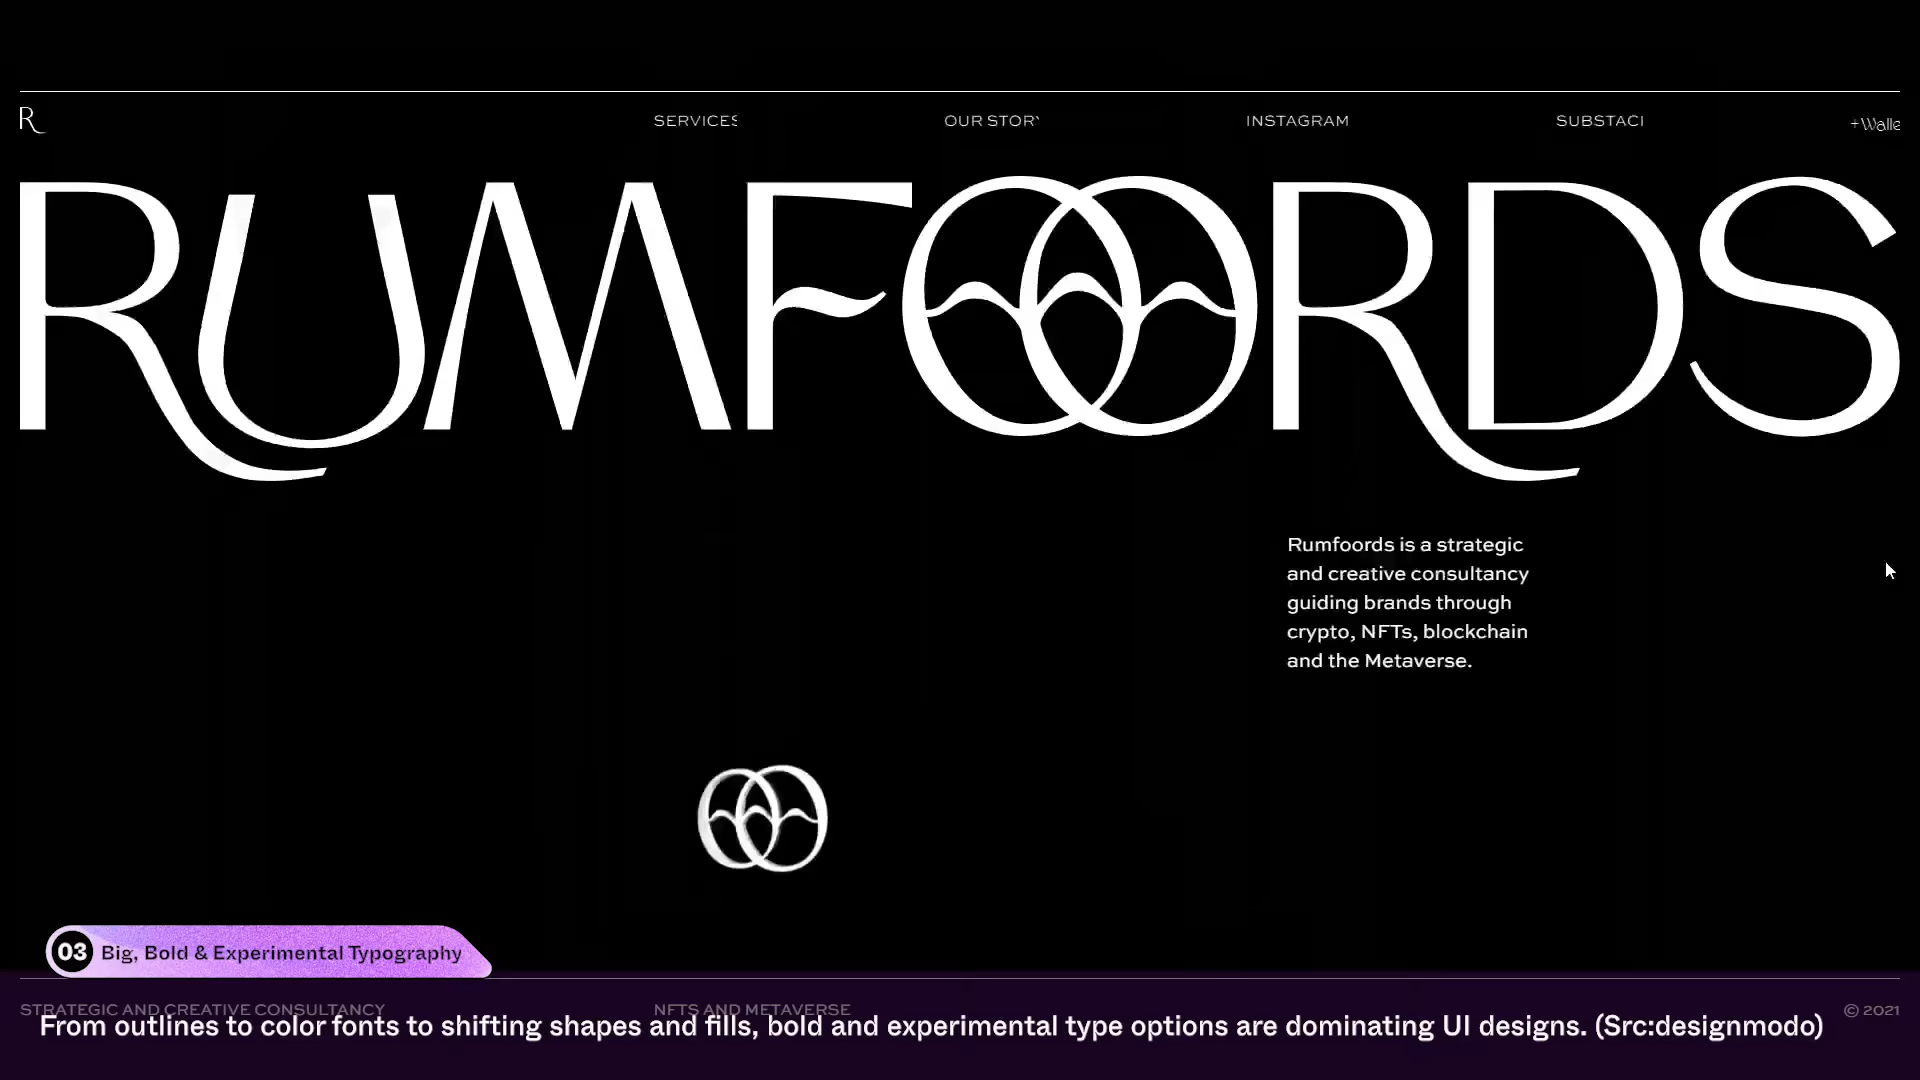 R
SERVICES
OUR STORY
INSTAGRAM
SUBSTAC
+Walle
RUMFOORDS
Rumfoords is a strategic
and creative consultancy
guiding brands through
crypto, NFTs, blockchain
and the Metaverse.
03 Big, Bold & Experimental Typography
STRATEGIC AND CREATIVE CONSULTANCY
NFTS AND METAVERSE
© 2021
From outlines to color fonts to shifting shapes and fills, bold and experimental type options are dominating UI designs. (Src:designmodo)